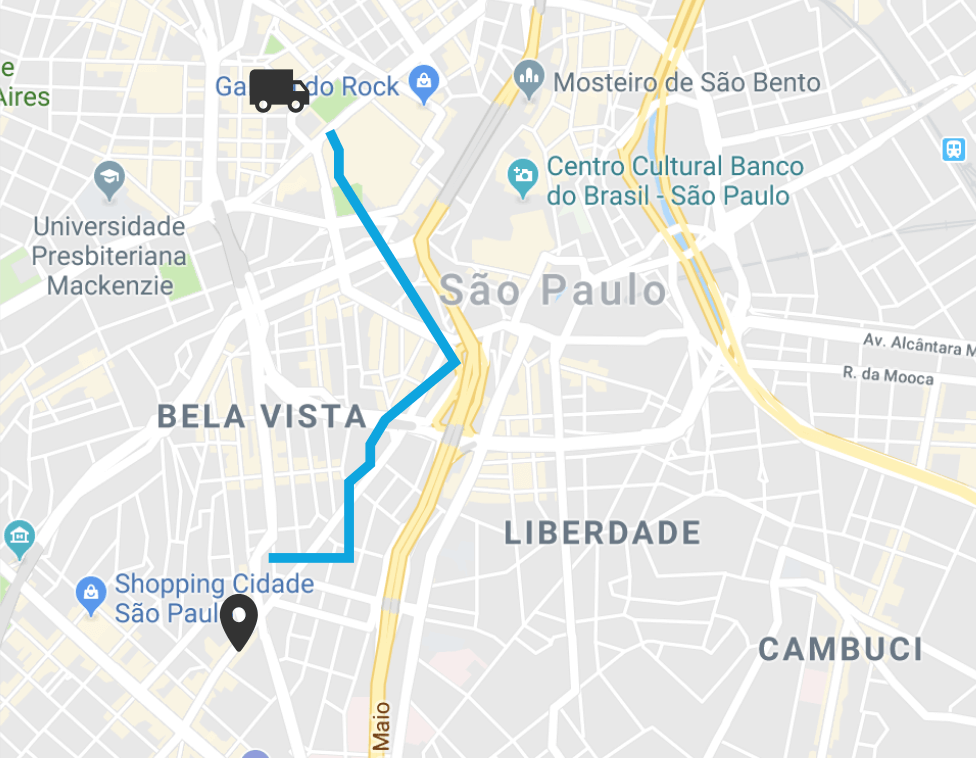 e
Aires
Ga do Rock
Mosteiro de São Bento
Centro Cultural Banco
do Brasil - São Paulo
Universidade
Presbiteriana
Mackenzie
São Paulo
Av. Alcântara M
R. da Mooca
BELA VISTA
LIBERDADE
Shopping Cidade
São Paul
CAMBUCI
Maio